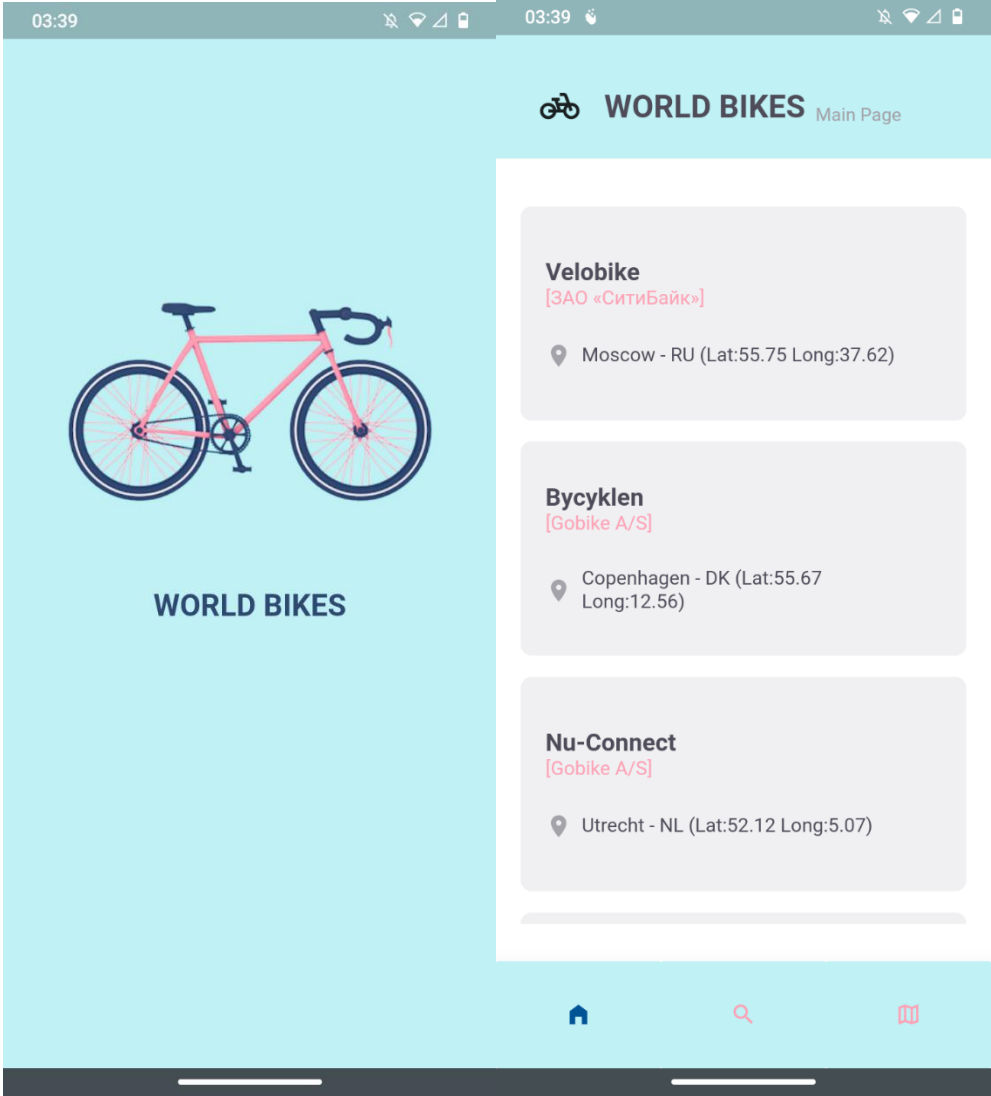 03:39
WORLD BIKES
03:39
WORLD BIKES Main Page
Velobike
[ЗАО «СитиБайк»]
Moscow - RU (Lat:55.75 Long:37.62)
Bycyklen
[Gobike A/S]
Copenhagen - DK (Lat:55.67
Long:12.56)
Nu-Connect
[Gobike A/S]
Utrecht - NL (Lat:52.12 Long:5.07)